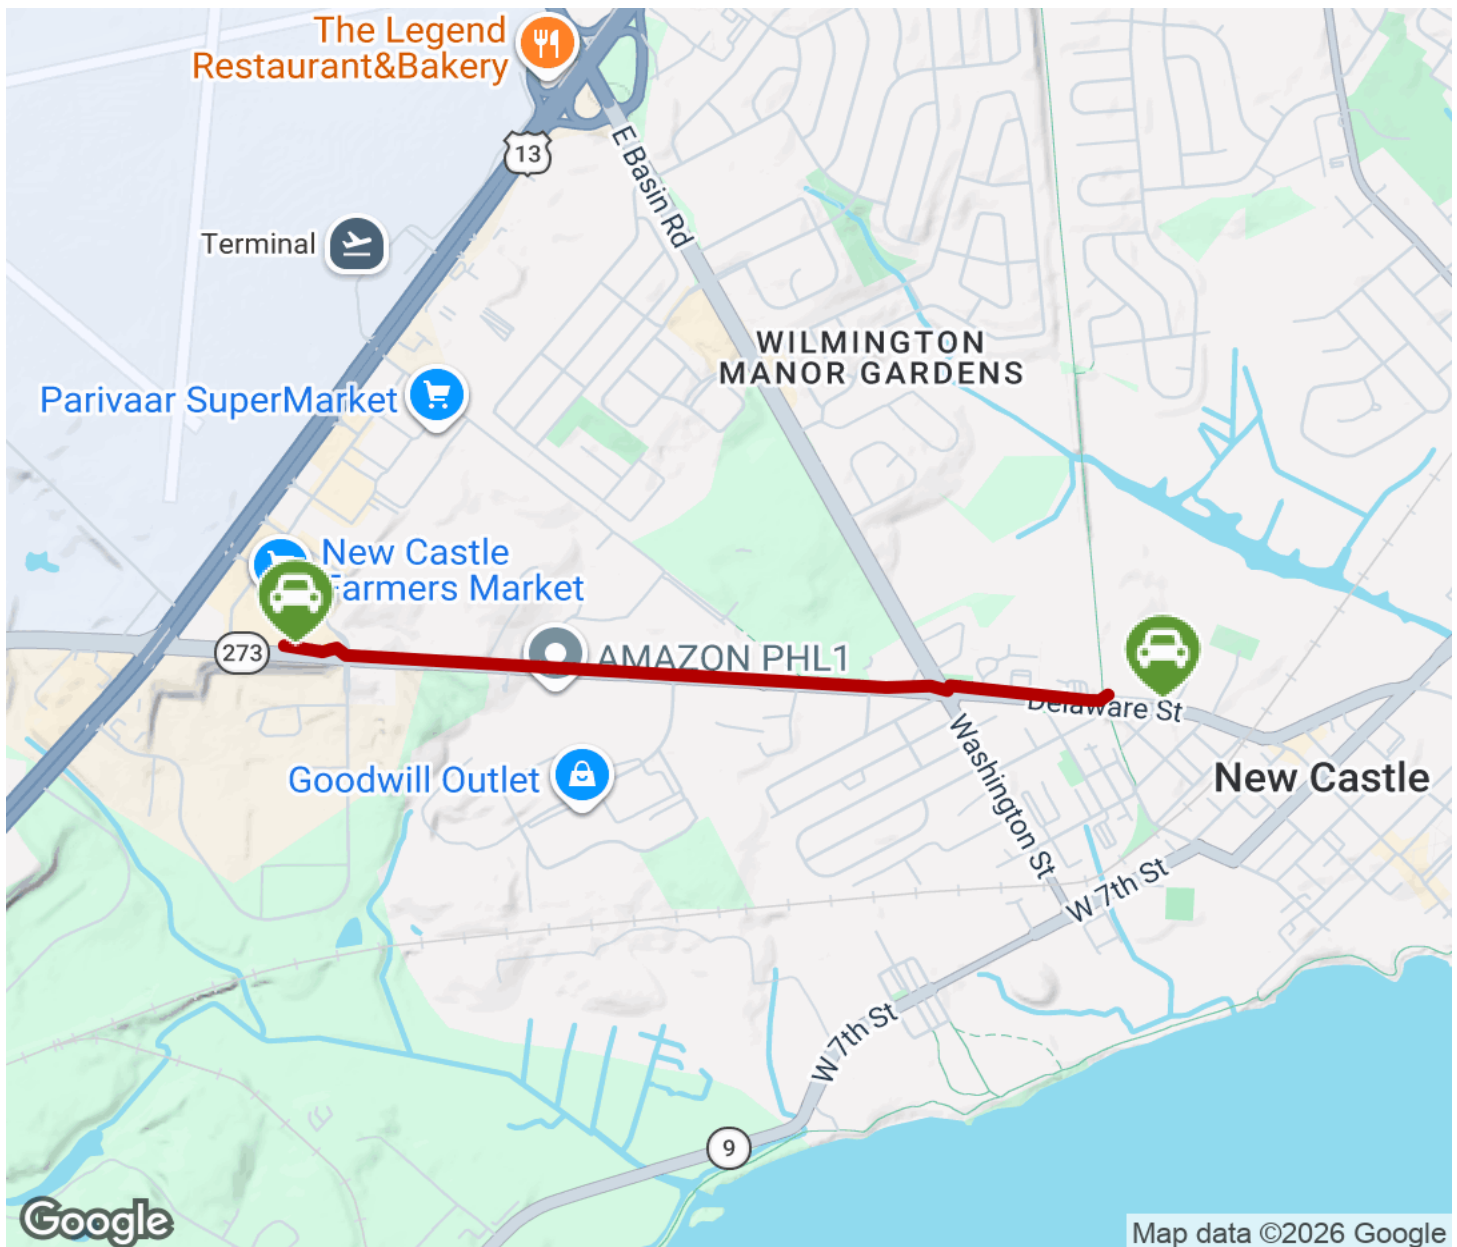 The Legend
Restaurant&Bakery
13
E Basin Rd
Terminal
WILMINGTON
MANOR GARDENS
Parivaar SuperMarket
New Castle
Farmers Market
273
AMAZON PHL1
Delaware St
Washington St
Goodwill Outlet
New Castle
W 7th St
W 7th St
9
Google
Map data ©2026 Google